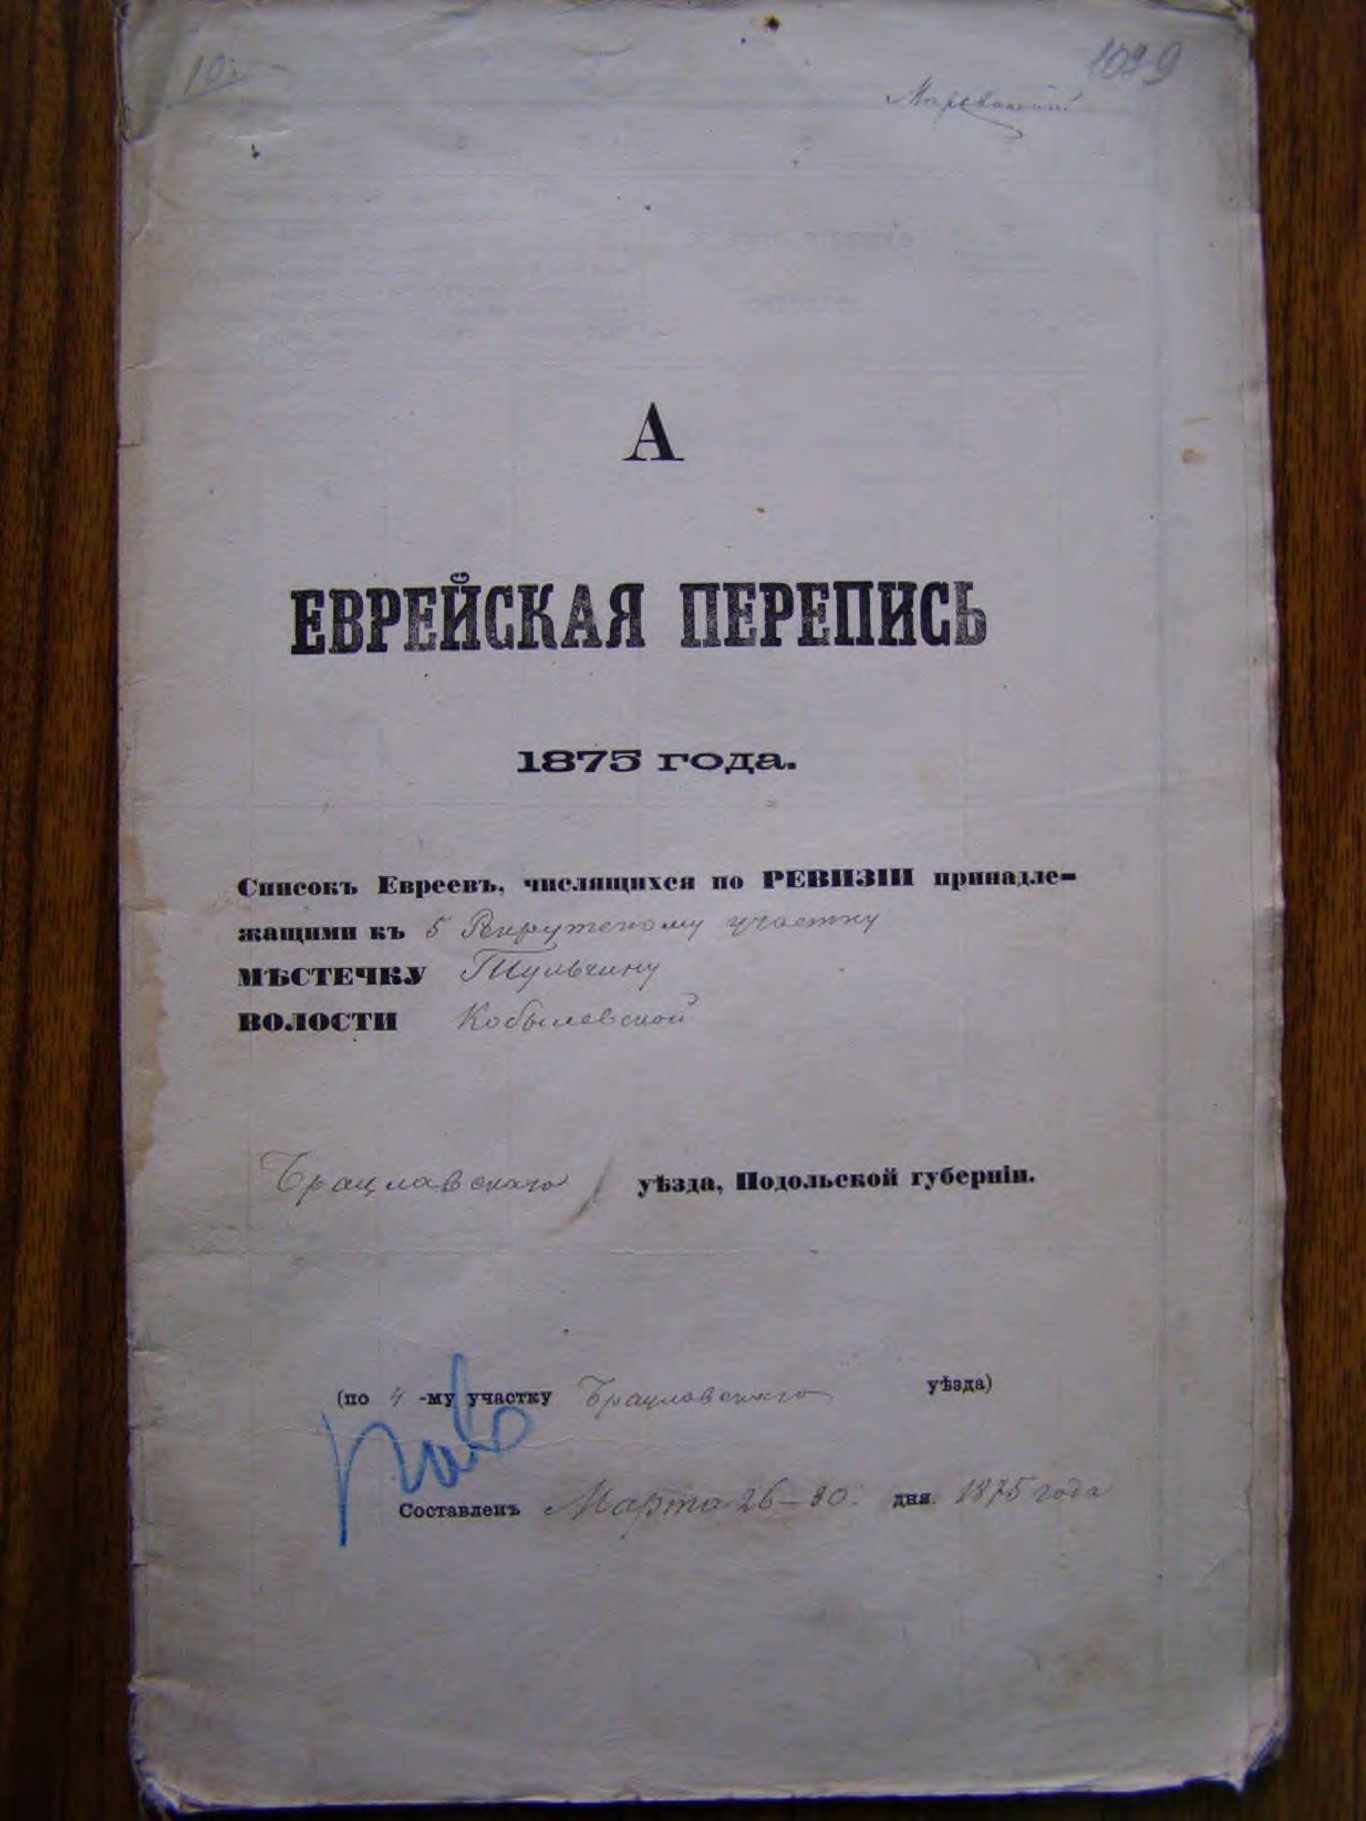 10.
1029
А
ЕВРЕЙСКАЯ ПЕРЕПИСЬ
1875 года.
Списокъ Евреевъ, числящихся по РЕВИЗІИ принадле-
жащими къ 5 Рекрутскому участку
МѢСТЕЧКУ Тульчину
ВОЛОСТИ Кобылевской
Брацлавскаго уѣзда, Подольской губерніи.
(по 4 -му участку Брацлавскаго уѣзда)
Составленъ Марта 26-30. дня 1875 года